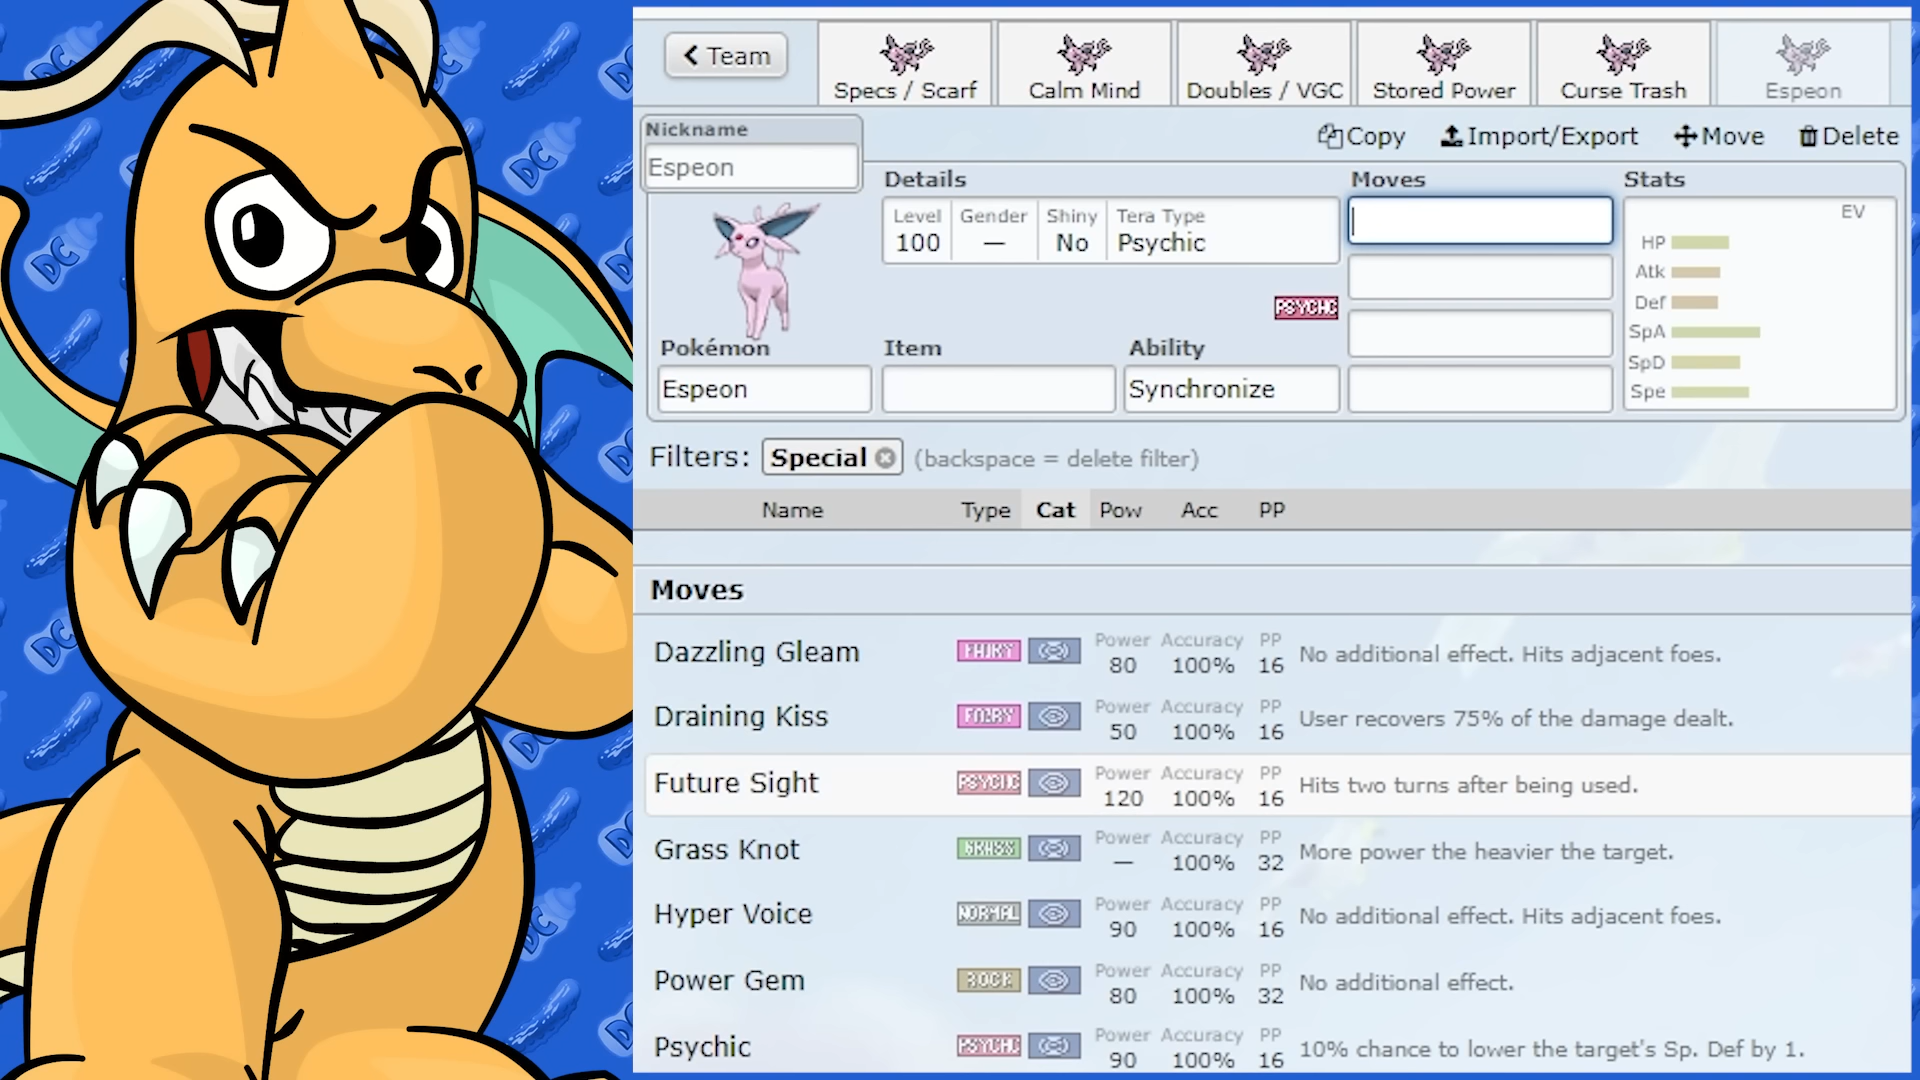 Team
Specs / Scarf
Calm Mind
Doubles / VGC
Stored Power
Curse Trash
Espeon
Copy
Import/Export
Move
Delete
Nickname
Espeon
Details
Moves
Stats
Level
Gender
Shiny
Tera Type
100
—
No
Psychic
EV
HP
Atk
Def
SpA
SpD
Spe
PSYCHC
Pokémon
Item
Ability
Espeon
Synchronize
Filters: Special (backspace = delete filter)
Name Type Cat Pow Acc PP
Moves
Dazzling Gleam FAIRY Power 80 Accuracy 100% PP 16 No additional effect. Hits adjacent foes.
Draining Kiss FAIRY Power 50 Accuracy 100% PP 16 User recovers 75% of the damage dealt.
Future Sight PSYCHC Power 120 Accuracy 100% PP 16 Hits two turns after being used.
Grass Knot GRASS Power — Accuracy 100% PP 32 More power the heavier the target.
Hyper Voice NORMAL Power 90 Accuracy 100% PP 16 No additional effect. Hits adjacent foes.
Power Gem ROCK Power 80 Accuracy 100% PP 32 No additional effect.
Psychic PSYCHC Power 90 Accuracy 100% PP 16 10% chance to lower the target's Sp. Def by 1.
DC
DC
DC
DC
DC